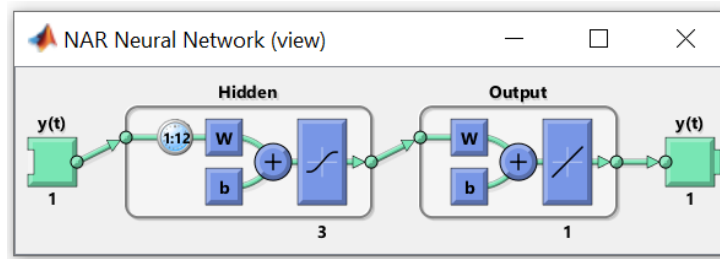 NAR Neural Network (view)
Hidden
Output
y(t)
1:12
W
b
W
b
y(t)
1
3
1
1